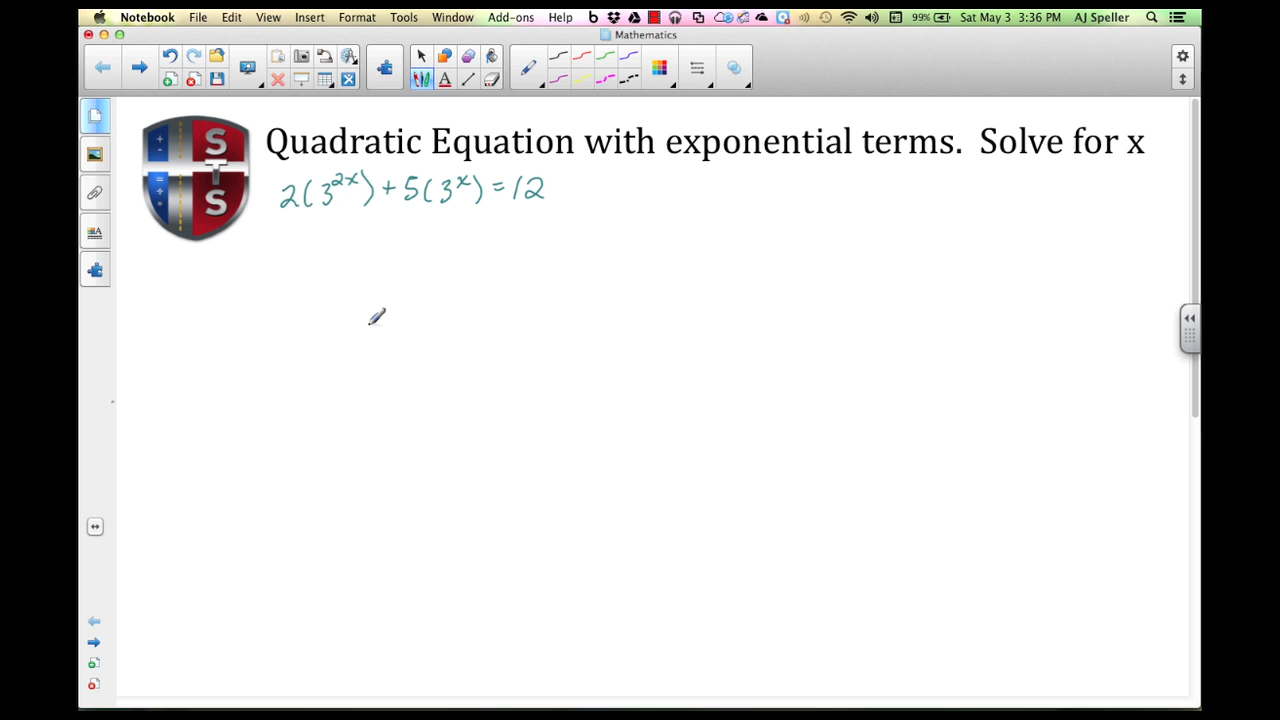 Notebook File Edit View Insert Format Tools Window Add-ons Help 99% Sat May 3 3:36 PM AJ Speller
Mathematics
STS
Quadratic Equation with exponential terms. Solve for x
2(3^{2x}) + 5(3^x) = 12